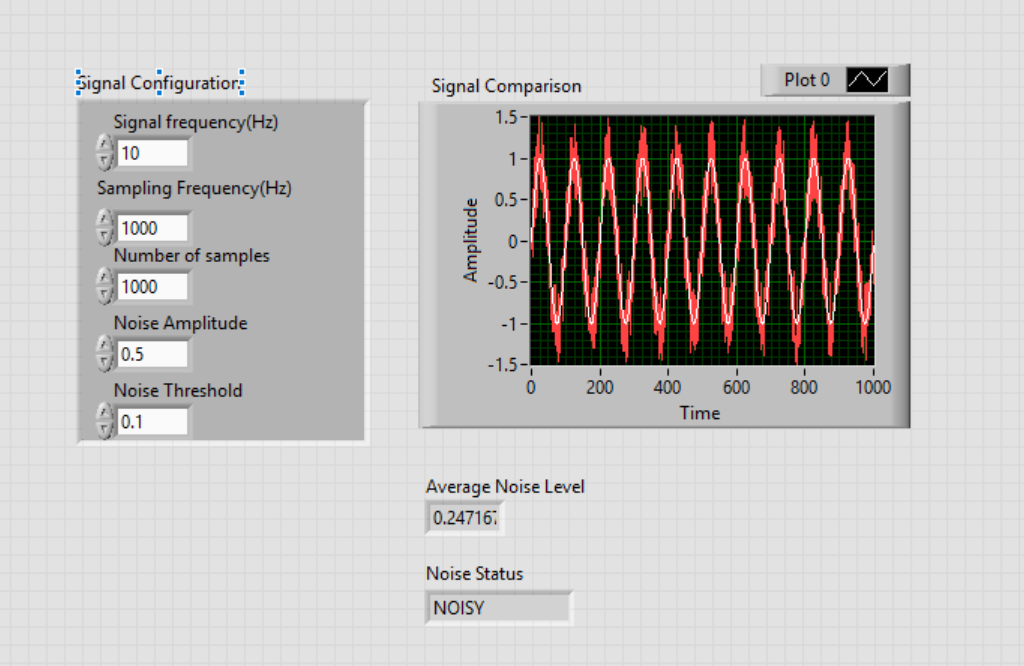 Signal Configuration
Signal frequency(Hz)
10
Sampling Frequency(Hz)
1000
Number of samples
1000
Noise Amplitude
0.5
Noise Threshold
0.1
Signal Comparison
Plot 0
Amplitude
1.5
1
0.5
0
-0.5
-1
-1.5
0 200 400 600 800 1000
Time
Average Noise Level
0.247167
Noise Status
NOISY